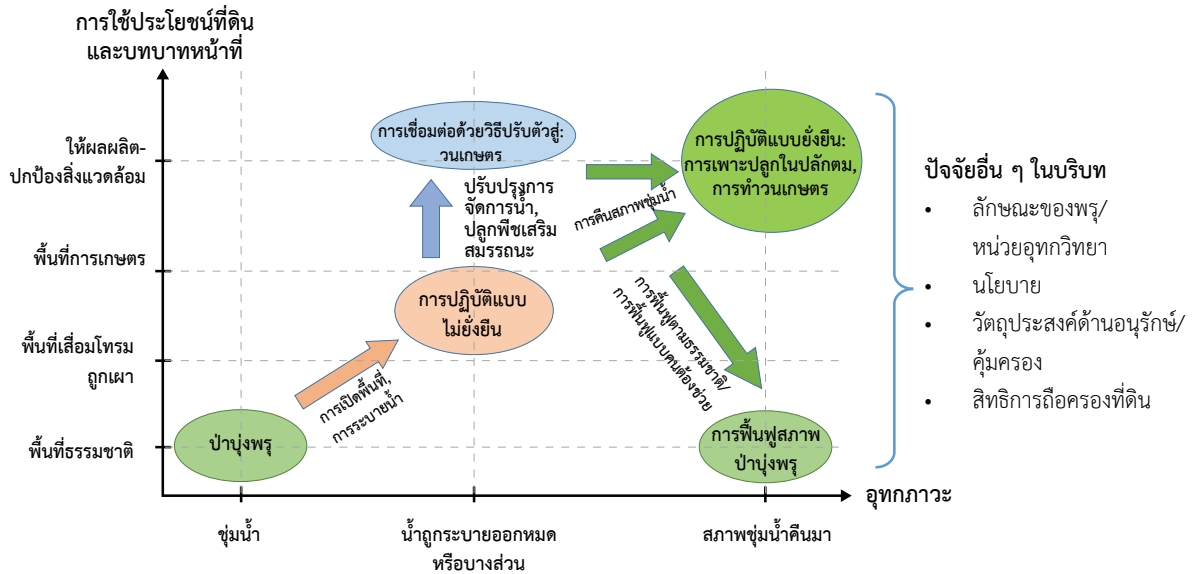 การใช้ประโยชน์ที่ดิน
และบทบาทหน้าที่
ให้ผลผลิต-
ปกป้องสิ่งแวดล้อม
พื้นที่การเกษตร
พื้นที่เสื่อมโทรม
ถูกเผา
พื้นที่ธรรมชาติ
การเชื่อมต่อด้วยวิธีปรับตัวสู่:
วนเกษตร
ปรับปรุงการ
จัดการน้ำ,
ปลูกพืชเสริม
สมรรถนะ
การปฏิบัติแบบ
ไม่ยั่งยืน
การเปิดพื้นที่,
การระบายน้ำ
ป่าบุ่งพรุ
การปฏิบัติแบบยั่งยืน:
การเพาะปลูกในปลักตม,
การทำวนเกษตร
การคืนสภาพชุ่มน้ำ
การฟื้นฟูตามธรรมชาติ/
การฟื้นฟูแบบคนต้องช่วย
การฟื้นฟูสภาพ
ป่าบุ่งพรุ
อุทกภาวะ
ชุ่มน้ำ
น้ำถูกระบายออกหมด
หรือบางส่วน
สภาพชุ่มน้ำคืนมา
ปัจจัยอื่น ๆ ในบริบท
• ลักษณะของพรุ/
หน่วยอุทกวิทยา
• นโยบาย
• วัตถุประสงค์ด้านอนุรักษ์/
คุ้มครอง
• สิทธิการถือครองที่ดิน